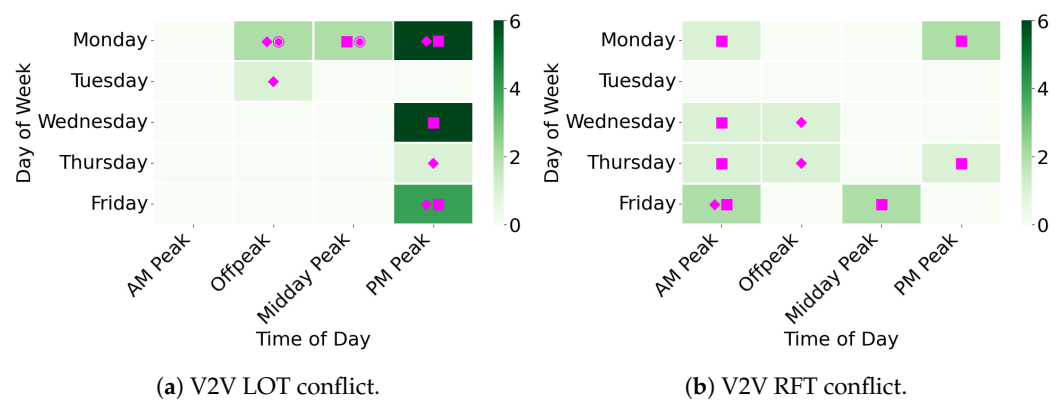 Day of Week
Monday
Tuesday
Wednesday
Thursday
Friday
AM Peak
Offpeak
Midday Peak
PM Peak
Time of Day
6
4
2
0
(a) V2V LOT conflict.
Day of Week
Monday
Tuesday
Wednesday
Thursday
Friday
AM Peak
Offpeak
Midday Peak
PM Peak
Time of Day
6
4
2
0
(b) V2V RFT conflict.